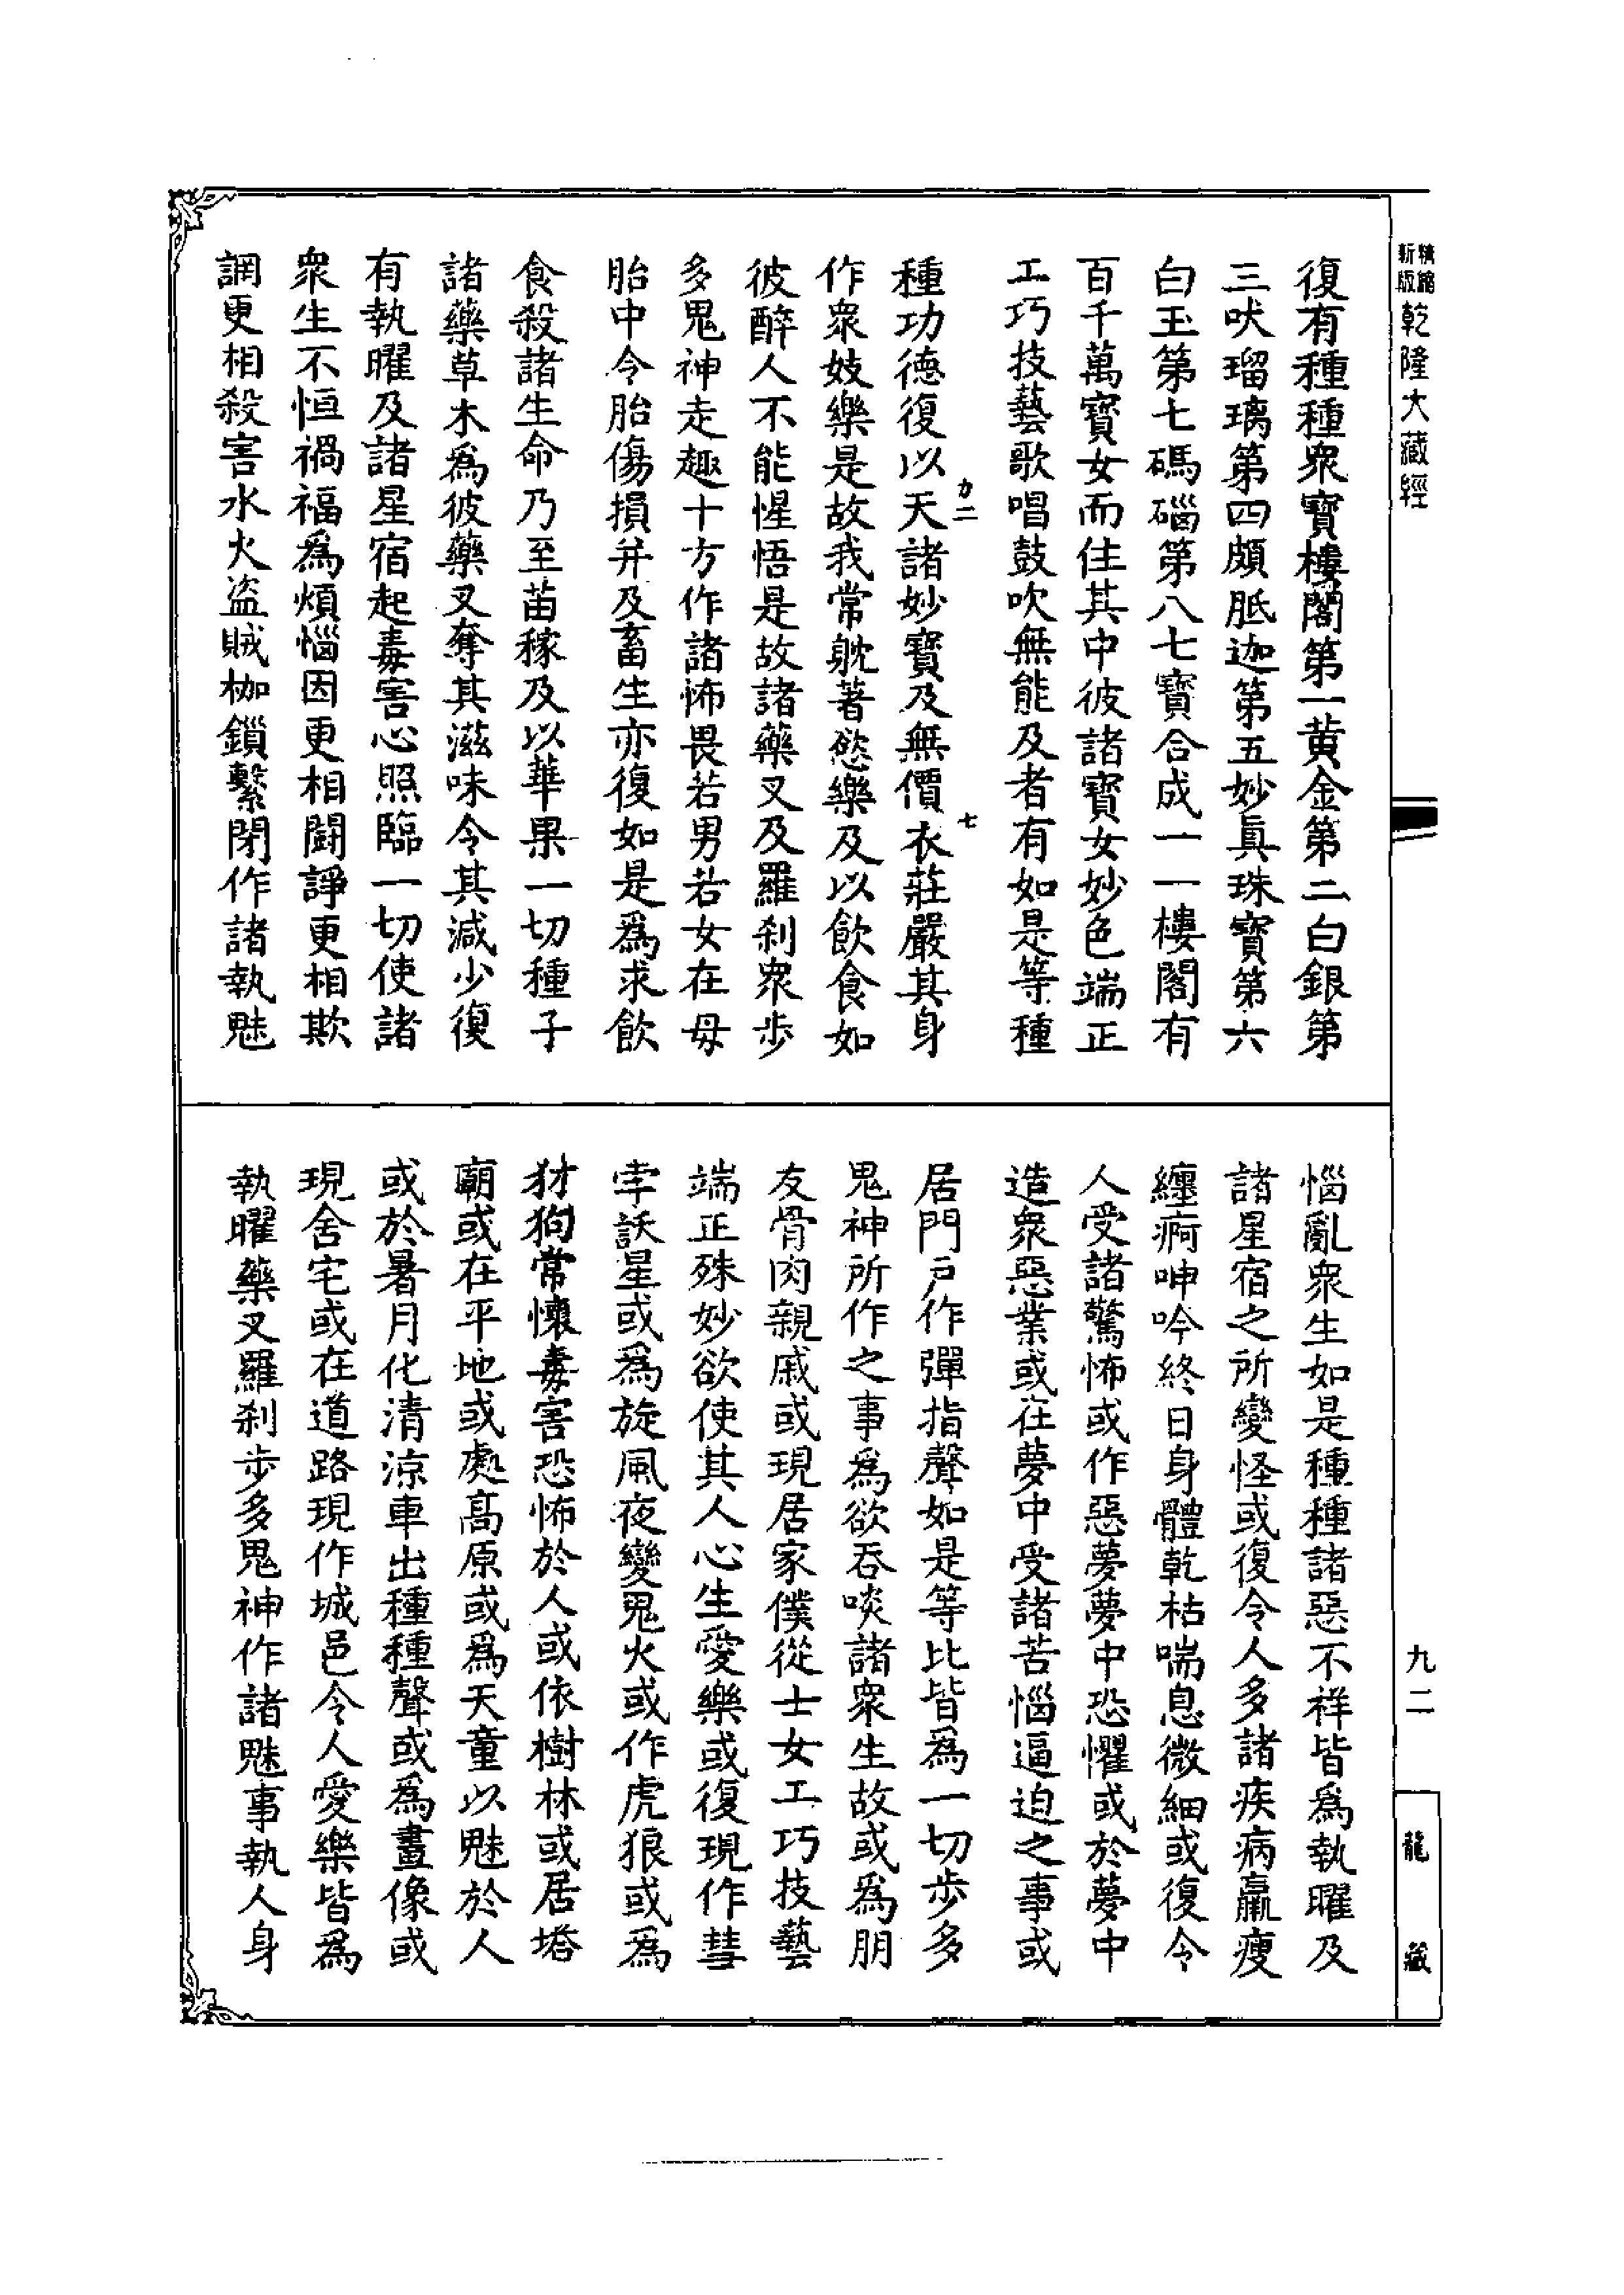 精縮新版乾隆大藏經
復有種種衆寶樓閣第一黄金第二白銀第
三吠瑠璃第四頗胝迦第五妙眞珠寶第六
白玉第七碼碯第八七寶合成一一樓閣有
百千萬寶女而住其中彼諸寶女妙色端正
工巧技藝歌唱鼓吹無能及者有如是等種
力二 七
種功德復以天諸妙寶及無價衣莊嚴其身
作衆妓樂是故我常躭著慾樂及以飲食如
彼醉人不能惺悟是故諸藥叉及羅刹衆步
多鬼神走趣十方作諸怖畏若男若女在母
胎中令胎傷損并及畜生亦復如是爲求飲
食殺諸生命乃至苗稼及以華果一切種子
諸藥草木爲彼藥叉奪其滋味令其減少復
有執曜及諸星宿起毒害心照臨一切使諸
衆生不恒禍福爲煩惱因更相鬪諍更相欺
誷更相殺害水火盜賊枷鎖繫閉作諸執魅
惱亂衆生如是種種諸惡不祥皆爲執曜及
諸星宿之所變怪或復令人多諸疾病羸瘦
纏痾呻吟終日身體乾枯喘息微細或復令
人受諸驚怖或作惡夢夢中恐懼或於夢中
造衆惡業或在夢中受諸苦惱逼迫之事或
居門戶作彈指聲如是等比皆爲一切步多
鬼神所作之事爲欲吞啖諸衆生故或爲朋
友骨肉親戚或現居家僕從士女工巧技藝
端正殊妙欲使其人心生愛樂或復現作彗
孛訞星或爲旋風夜變鬼火或作虎狼或爲
犲狗常懷毒害恐怖於人或依樹林或居塔
廟或在平地或處高原或爲天童以魅於人
或於暑月化清涼車出種種聲或爲畫像或
現舍宅或在道路現作城邑令人愛樂皆爲
執曜藥叉羅刹步多鬼神作諸魅事執人身
九二
龍藏